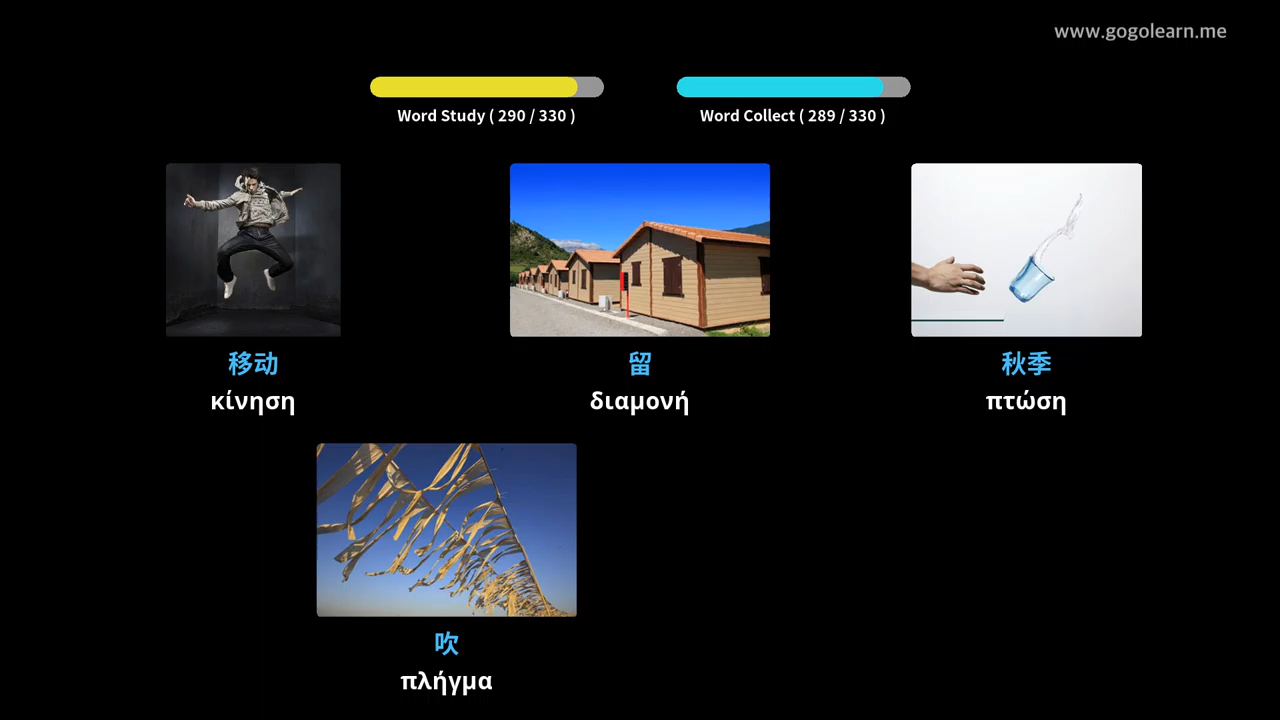 www.gogolearn.me
Word Study ( 290 / 330 )
Word Collect ( 289 / 330 )
移动
κίνηση
留
διαμονή
秋季
πτώση
吹
πλήγμα